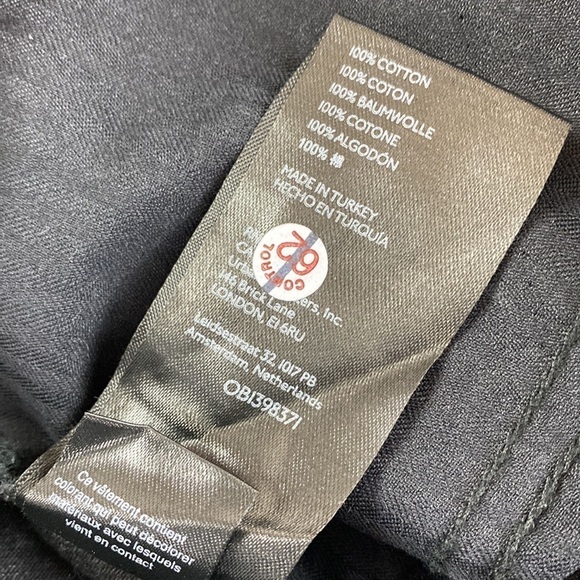 100% COTTON
100% COTON
100% BAUMWOLLE
100% COTONE
100% ALGODÓN
100% 棉
MADE IN TURKEY
HECHO EN TURQUÍA
CONTROL
62
Inc.
146 Brick Lane
LONDON, E1 6RU
Leidsestraat 32, 1017 PB
Amsterdam, Netherlands
OB1398371
Ce vêtement contient
colorant qui peut décolorer
matériaux avec lesquels
vient en contact